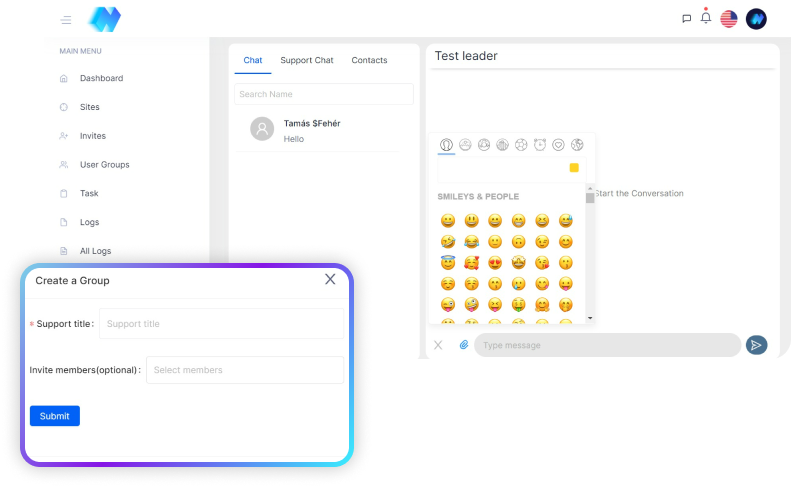 MAIN MENU
Dashboard
Sites
Invites
User Groups
Task
Logs
All Logs
Chat
Support Chat
Contacts
Search Name
Tamás $Fehér
Hello
Test leader
SMILEYS & PEOPLE
Start the Conversation
Type message
Create a Group
* Support title :
Support title
Invite members(optional) :
Select members
Submit